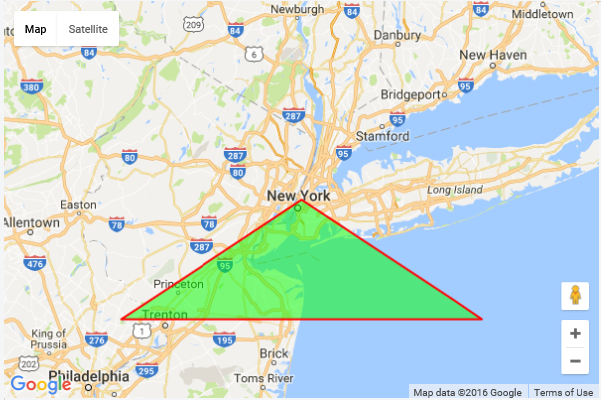 Newburgh
Middletown
Map
Satellite
209
84
Danbury
6
New Haven
84
380
287
Bridgeport
95
95
Stamford
80
287
95
80
New York
Long Island
Easton
Allentown
78
78
287
476
95
Princeton
Trenton
1
King of
Prussia
276
195
Brick
202
295
Philadelphia
Toms River
Google
Map data ©2016 Google
Terms of Use